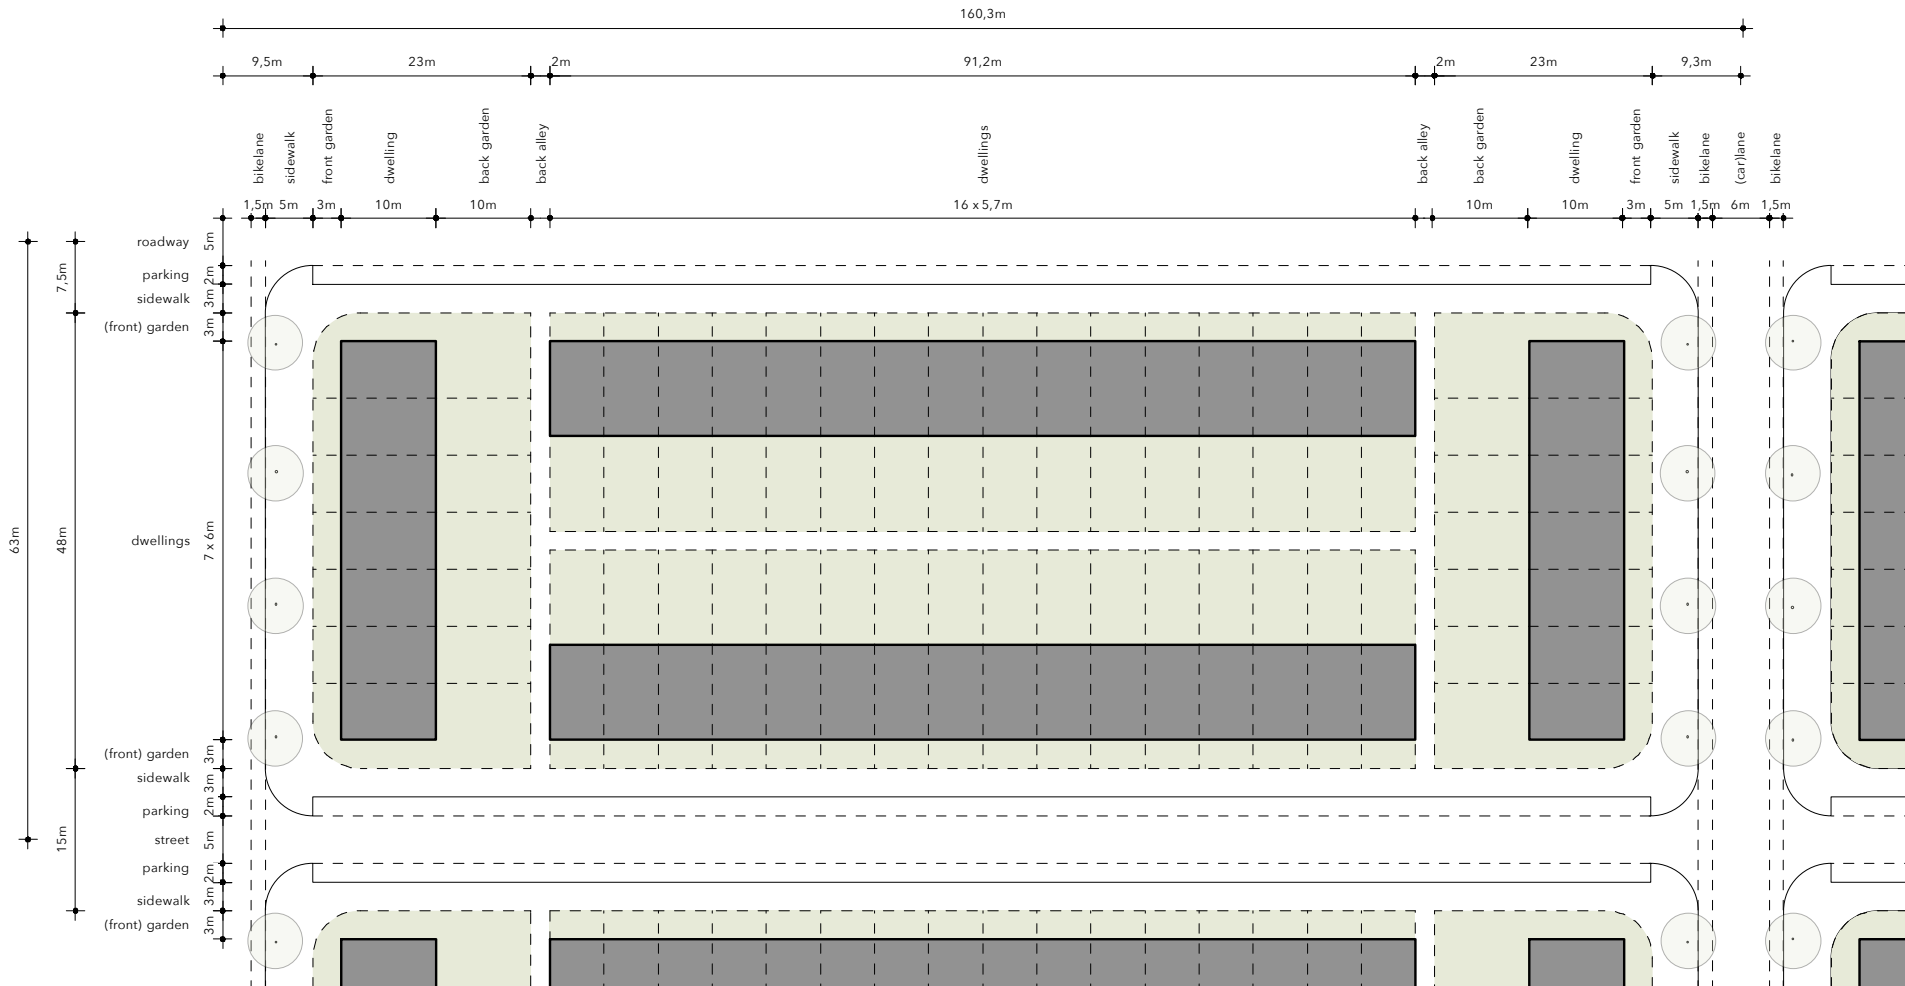 160,3m
9,5m 23m 2m 91,2m 2m 23m 9,3m
bikelane sidewalk front garden dwelling back garden back alley dwellings back alley back garden dwelling front garden sidewalk bikelane (car)lane bikelane
1,5m 5m 3m 10m 10m 16 x 5,7m 10m 10m 3m 5m 1,5m 6m 1,5m
roadway 5m
7,5m
parking 2m
sidewalk 3m
(front) garden 3m
63m 48m dwellings 7 x 6m
(front) garden 3m
sidewalk 3m
parking 2m
15m street 5m
parking 2m
sidewalk 3m
(front) garden 3m